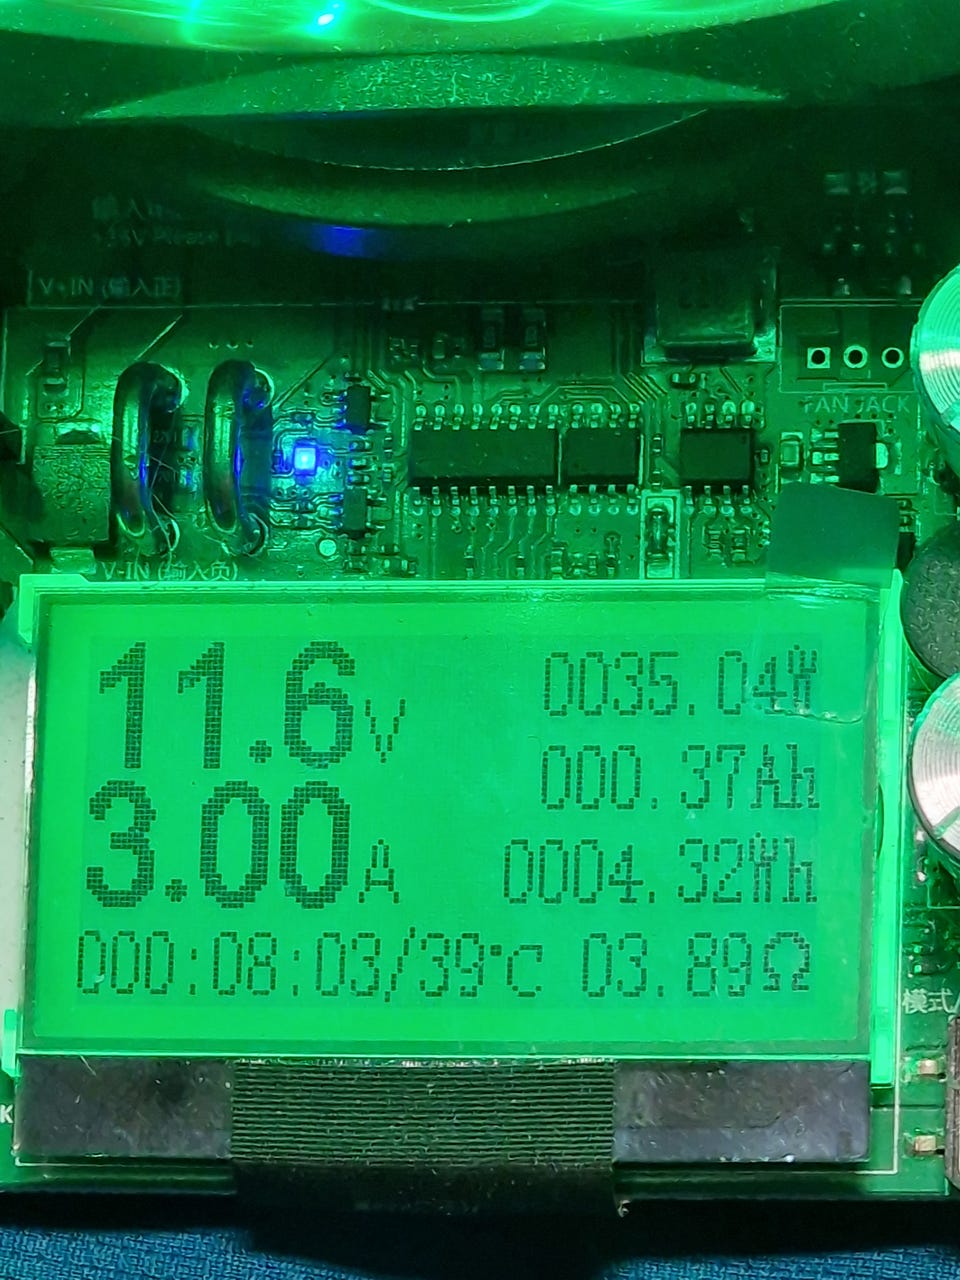 V+IN (输入正)
FAN JACK
V-IN (输入负)
11.6V 0035.04W
3.00A 000.37Ah
0004.32Wh
000:08:03/39°C 03.89Ω
模式/
K